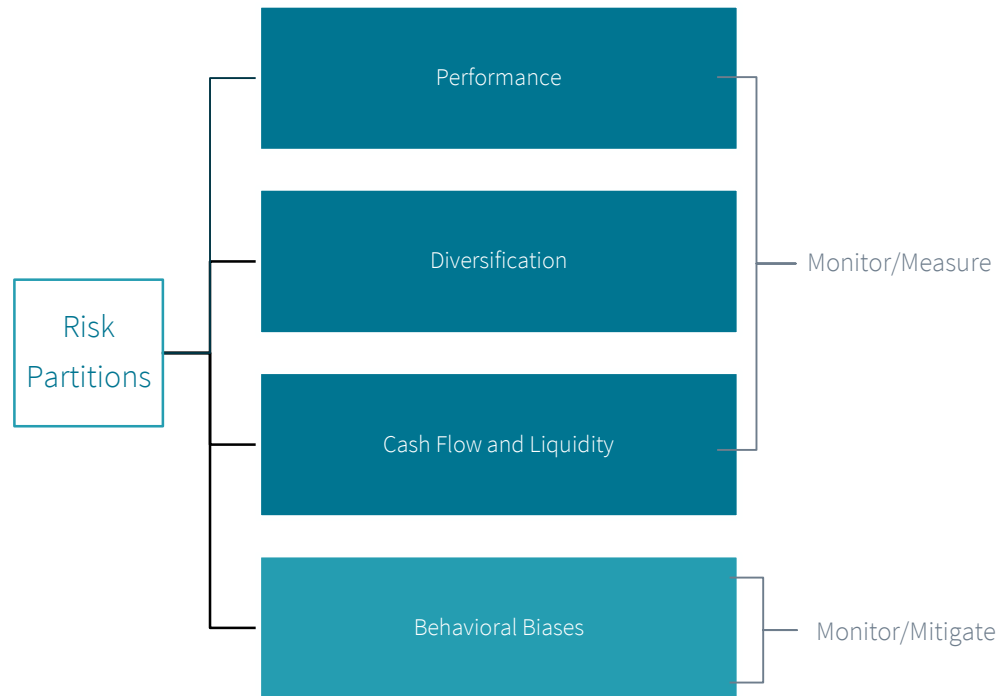 Performance
Diversification
Monitor/Measure
Risk
Partitions
Cash Flow and Liquidity
Behavioral Biases
Monitor/Mitigate